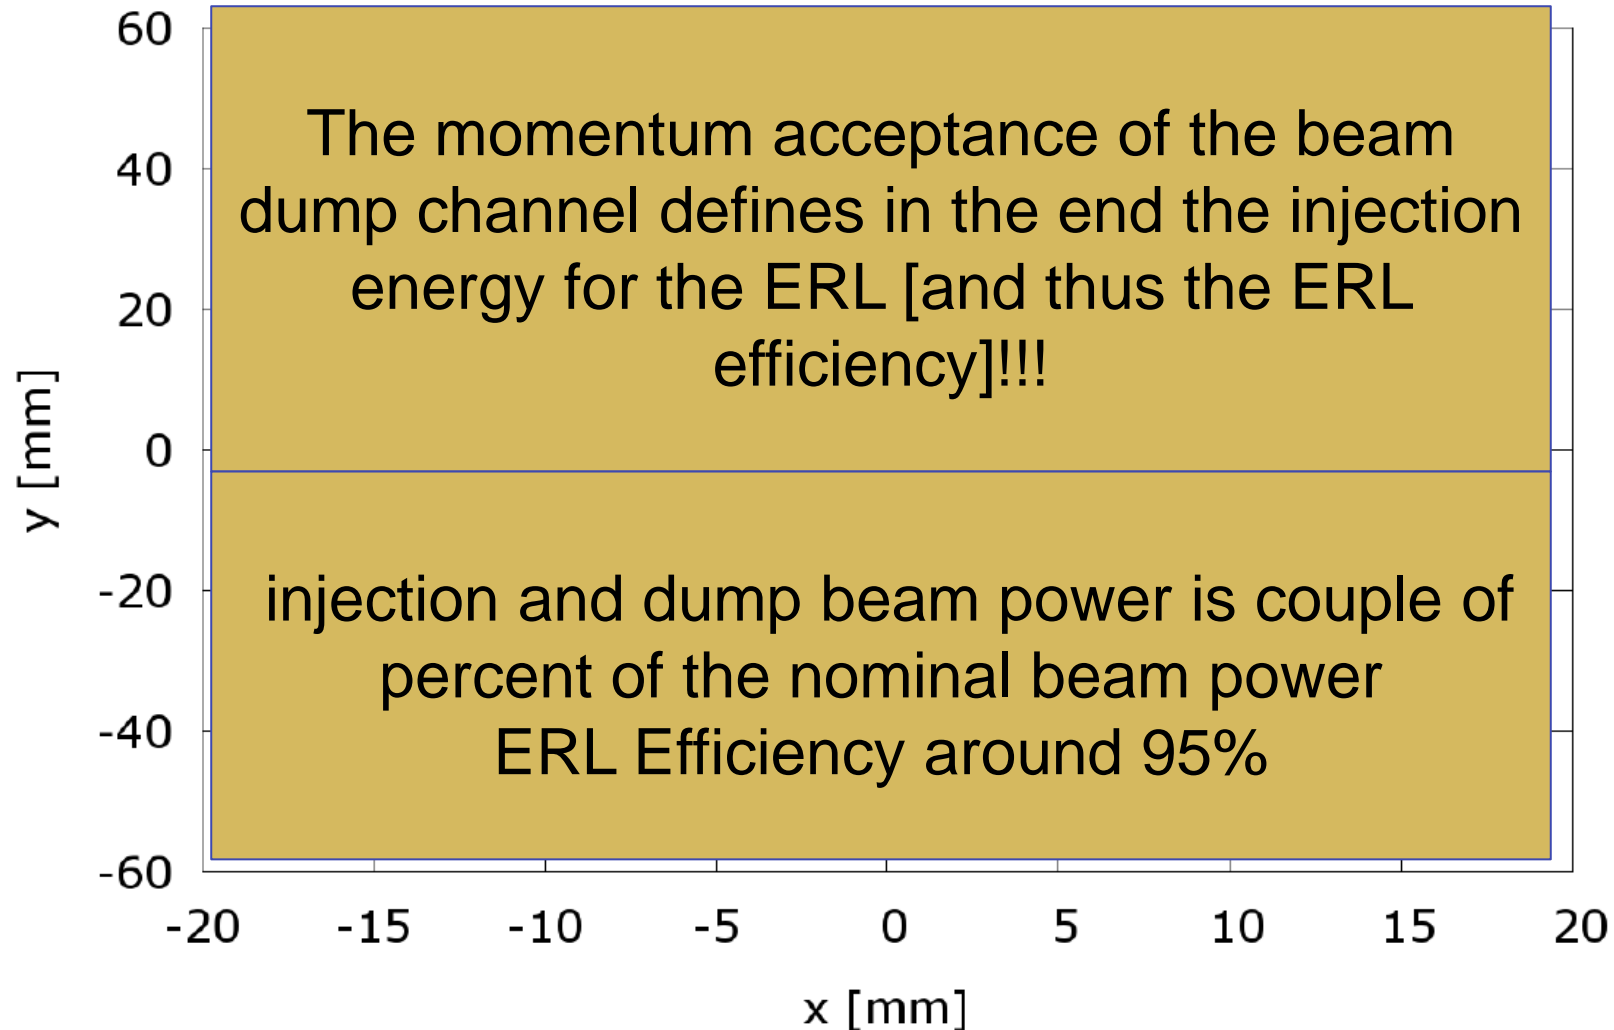 60
The momentum acceptance of the beam
40
dump channel defines in the end the injection
energy for the ERL [and thus the ERL
20
efficiency]!!!
y [mm]
0
-20
injection and dump beam power is couple of
percent of the nominal beam power
-40
ERL Efficiency around 95%
-60
-20 -15 -10 -5 0 5 10 15 20
x [mm]